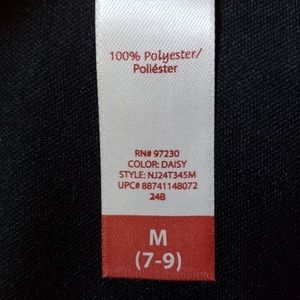 100% Polyester/
Poliéster
RN# 97230
COLOR: DAISY
STYLE: NJ24T345M
UPC# 88741148072
24B
M
(7-9)